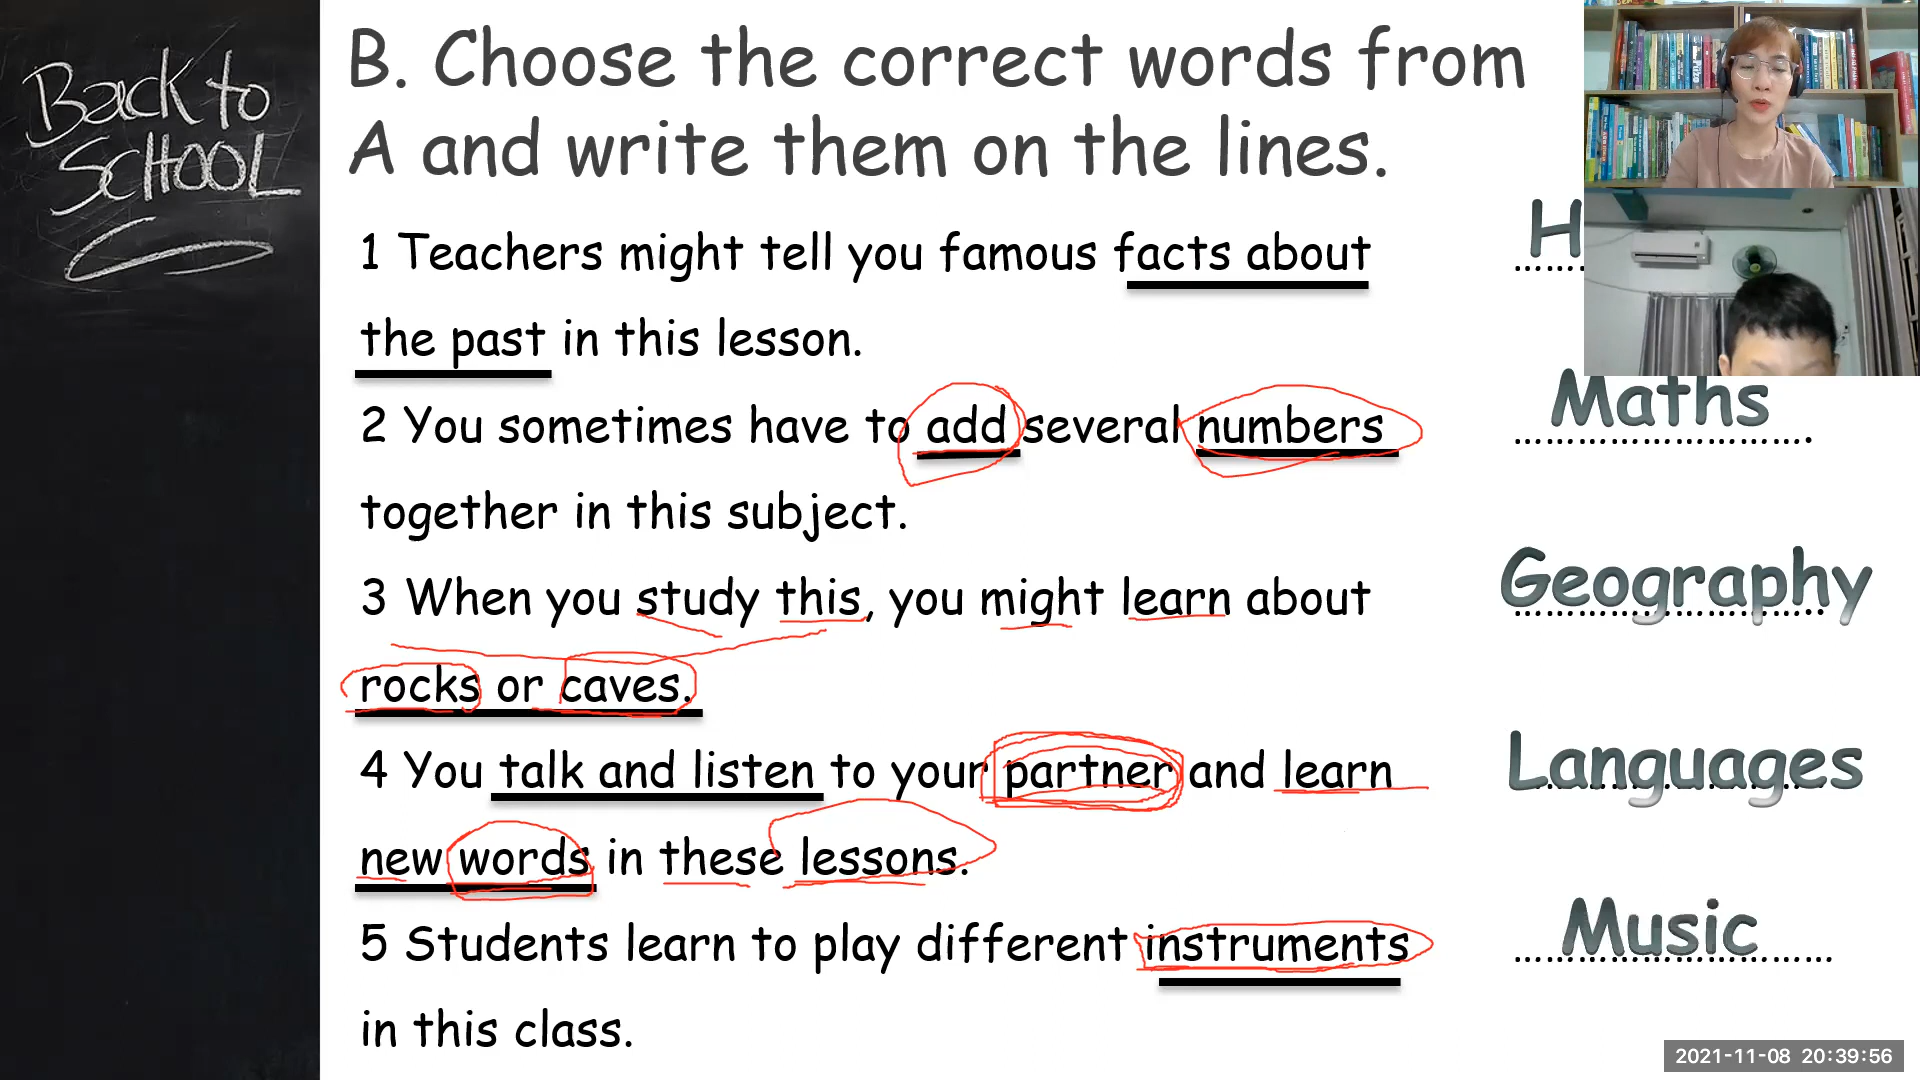 Back to
SCHOOL
B. Choose the correct words from
A and write them on the lines.
1 Teachers might tell you famous facts about
the past in this lesson.
H
2 You sometimes have to add several numbers
together in this subject.
Maths
3 When you study this, you might learn about
rocks or caves.
Geography
4 You talk and listen to your partner and learn
new words in these lessons.
Languages
5 Students learn to play different instruments
in this class.
Music
2021-11-08 20:39:56